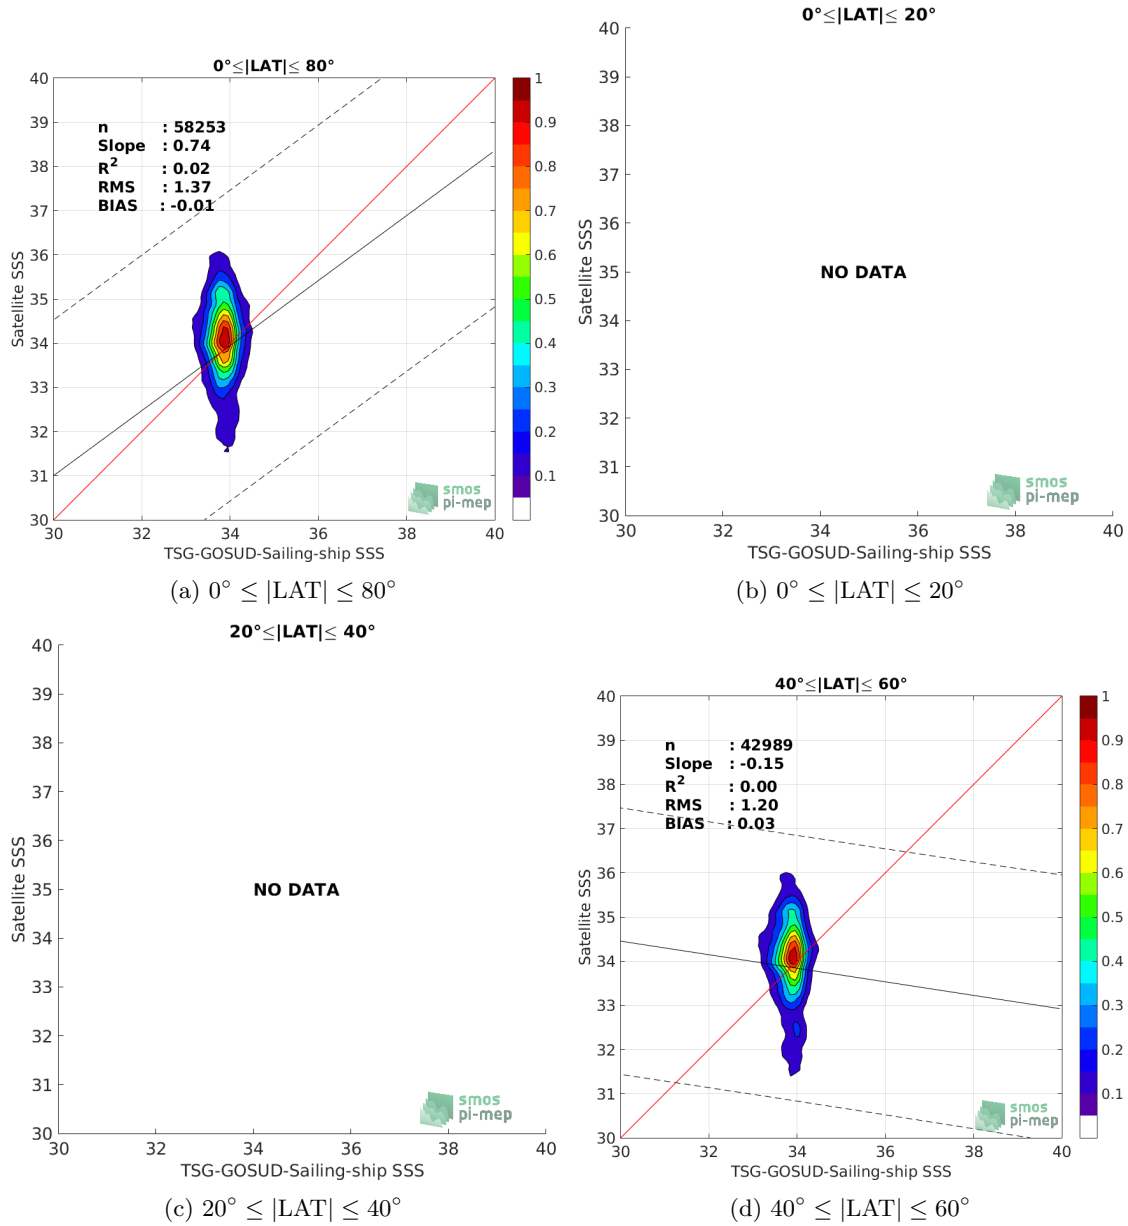 0°≤|LAT|≤ 80°
40
39
38
37
36
35
34
33
32
31
30
Satellite SSS
n : 58253
Slope : 0.74
R2 : 0.02
RMS : 1.37
BIAS : -0.01
smos
pi-mep
30 32 34 36 38 40
TSG-GOSUD-Sailing-ship SSS
1
0.9
0.8
0.7
0.6
0.5
0.4
0.3
0.2
0.1
(a) 0° ≤ |LAT| ≤ 80°
0°≤|LAT|≤ 20°
40
39
38
37
36
35
34
33
32
31
30
Satellite SSS
NO DATA
smos
pi-mep
30 32 34 36 38 40
TSG-GOSUD-Sailing-ship SSS
(b) 0° ≤ |LAT| ≤ 20°
20°≤|LAT|≤ 40°
40
39
38
37
36
35
34
33
32
31
30
Satellite SSS
NO DATA
smos
pi-mep
30 32 34 36 38 40
TSG-GOSUD-Sailing-ship SSS
(c) 20° ≤ |LAT| ≤ 40°
40°≤|LAT|≤ 60°
40
39
38
37
36
35
34
33
32
31
30
Satellite SSS
n : 42989
Slope : -0.15
R2 : 0.00
RMS : 1.20
BIAS : 0.03
smos
pi-mep
30 32 34 36 38 40
TSG-GOSUD-Sailing-ship SSS
1
0.9
0.8
0.7
0.6
0.5
0.4
0.3
0.2
0.1
(d) 40° ≤ |LAT| ≤ 60°